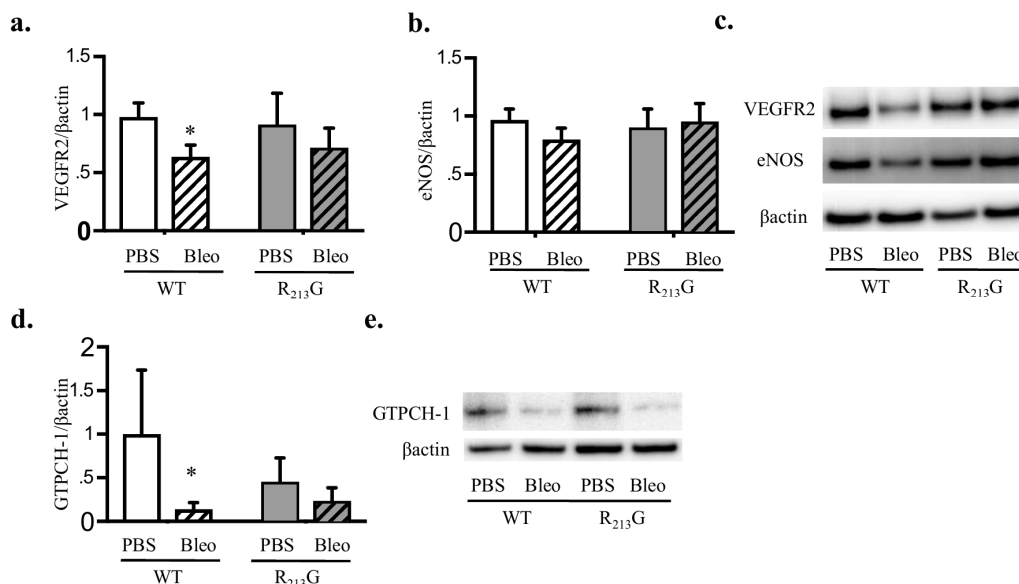 a.
1.5
1
.5
0
VEGFR2/βactin
*
PBS Bleo PBS Bleo
WT R₂₁₃G
b.
1.5
1
.5
0
eNOS/βactin
PBS Bleo PBS Bleo
WT R₂₁₃G
c.
VEGFR2
eNOS
βactin
PBS Bleo PBS Bleo
WT R₂₁₃G
d.
2
1
.5
0
GTPCH-1/βactin
*
PBS Bleo PBS Bleo
WT R₂₁₃G
e.
GTPCH-1
βactin
PBS Bleo PBS Bleo
WT R₂₁₃G